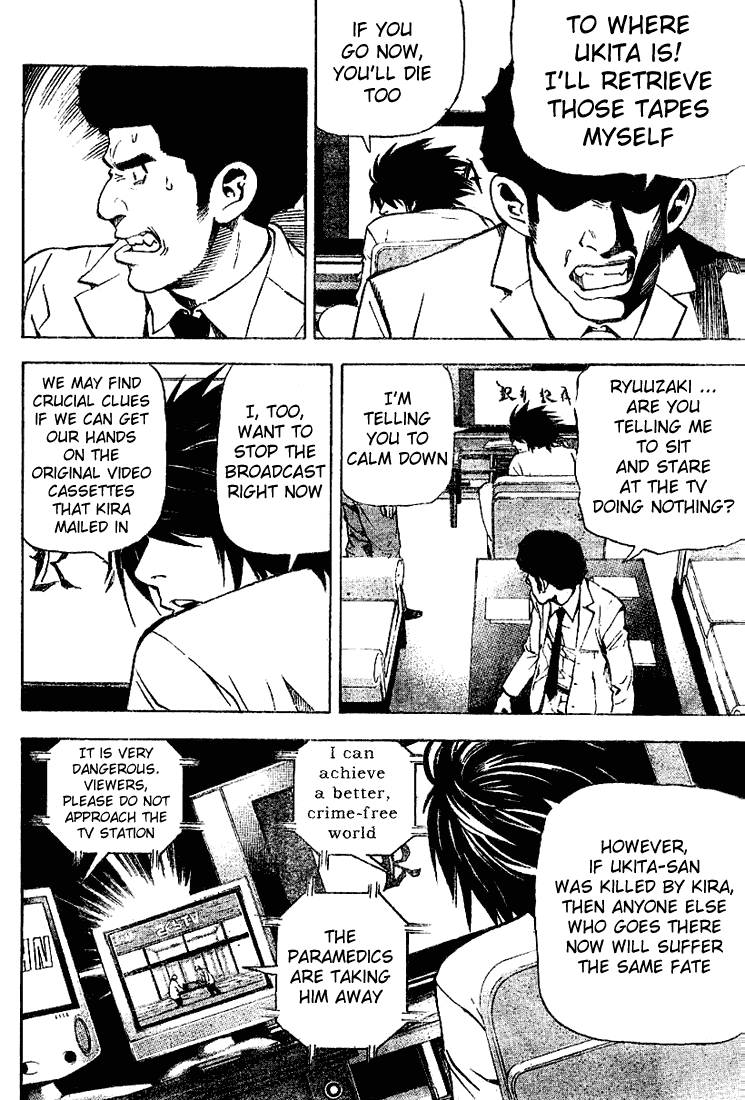 TO WHERE
UKITA IS!
I'LL RETRIEVE
THOSE TAPES
MYSELF
IF YOU
GO NOW,
YOU'LL DIE
TOO
RYUUZAKI ...
ARE YOU
TELLING ME
TO SIT
AND STARE
AT THE TV
DOING NOTHING?
KIRA
I'M
TELLING
YOU TO
CALM DOWN
I, TOO,
WANT TO
STOP THE
BROADCAST
RIGHT NOW
WE MAY FIND
CRUCIAL CLUES
IF WE CAN GET
OUR HANDS
ON THE
ORIGINAL VIDEO
CASSETTES
THAT KIRA
MAILED IN
HOWEVER,
IF UKITA-SAN
WAS KILLED BY KIRA,
THEN ANYONE ELSE
WHO GOES THERE
NOW WILL SUFFER
THE SAME FATE
I can
achieve
a better,
crime-free
world
IT IS VERY
DANGEROUS.
VIEWERS,
PLEASE DO NOT
APPROACH THE
TV STATION
THE
PARAMEDICS
ARE TAKING
HIM AWAY